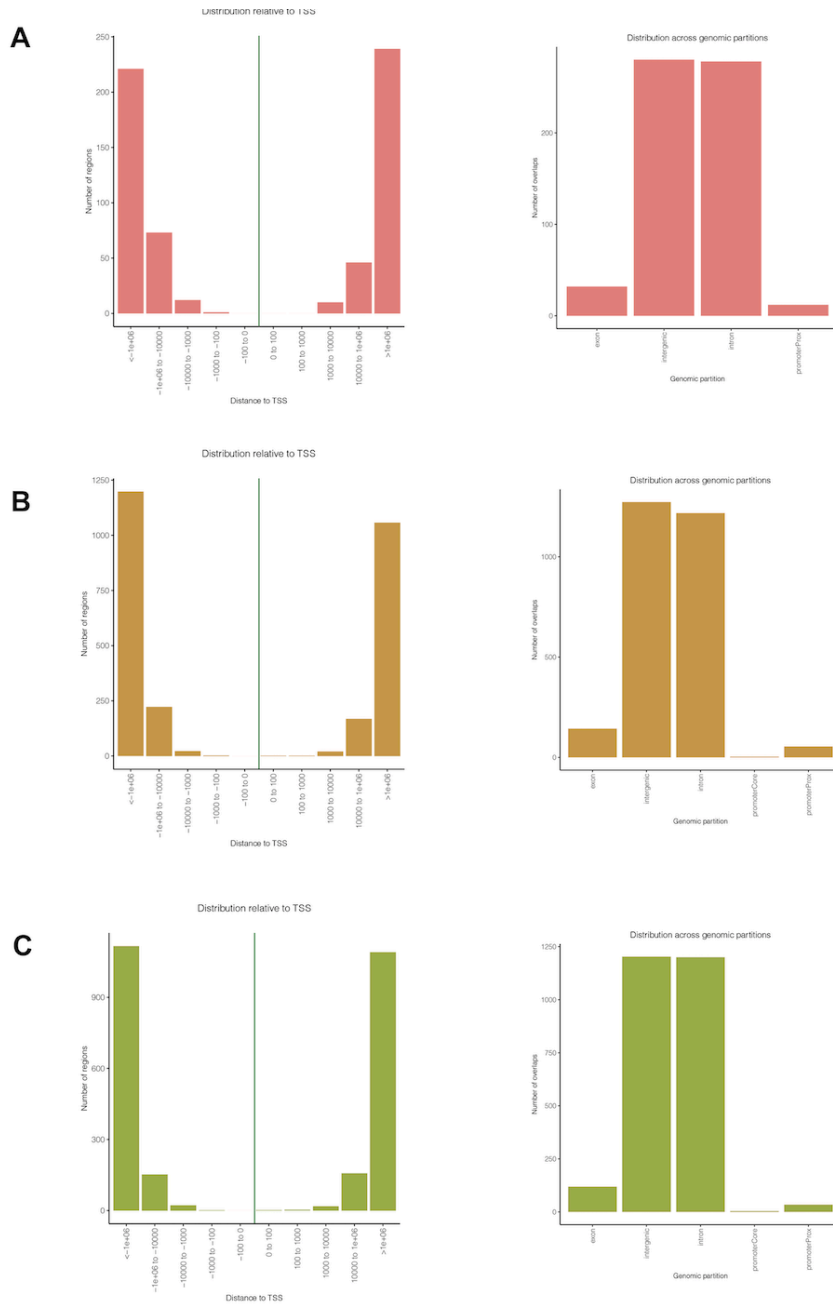 Distribution relative to TSS
A
250
200
150
100
50
0
Number of regions
<−1e+06
−1e+06 to −10000
−10000 to −1000
−1000 to −100
−100 to 0
0 to 100
100 to 1000
1000 to 10000
10000 to 1e+06
>1e+06
Distance to TSS
Distribution across genomic partitions
200
100
0
Number of overlaps
exon
intergenic
intron
promoterProx
Genomic partition
B
Distribution relative to TSS
1250
1000
750
500
250
0
Number of regions
<−1e+06
−1e+06 to −10000
−10000 to −1000
−1000 to −100
−100 to 0
0 to 100
100 to 1000
1000 to 10000
10000 to 1e+06
>1e+06
Distance to TSS
Distribution across genomic partitions
1000
500
0
Number of overlaps
exon
intergenic
intron
promoterCore
promoterProx
Genomic partition
C
Distribution relative to TSS
900
600
300
0
Number of regions
<−1e+06
−1e+06 to −10000
−10000 to −1000
−1000 to −100
−100 to 0
0 to 100
100 to 1000
1000 to 10000
10000 to 1e+06
>1e+06
Distance to TSS
Distribution across genomic partitions
1250
1000
750
500
250
0
Number of overlaps
exon
intergenic
intron
promoterCore
promoterProx
Genomic partition